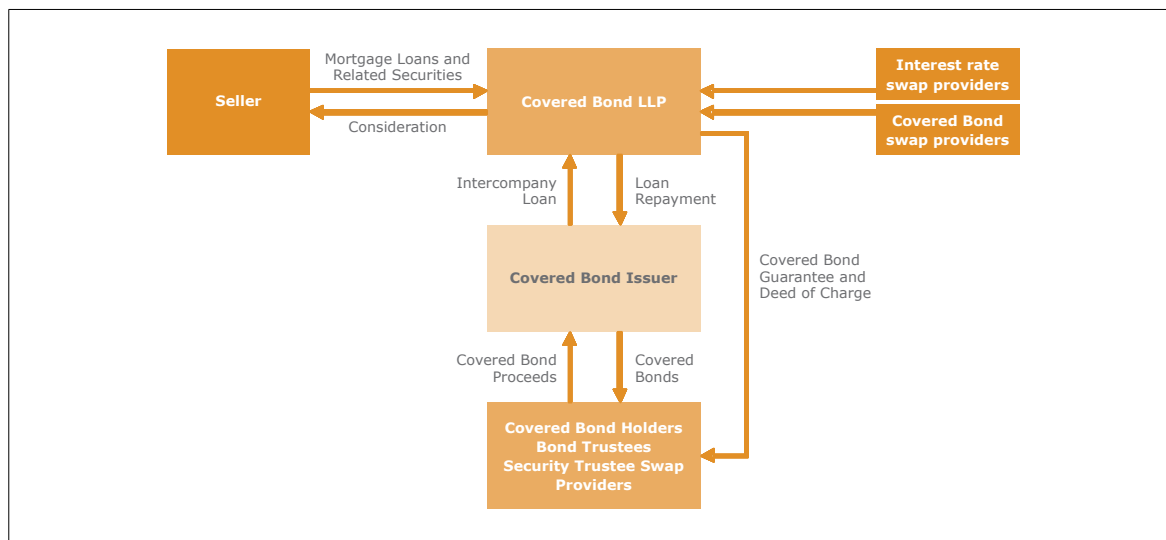 Mortgage Loans and
Related Securities
Seller
Consideration
Covered Bond LLP
Interest rate
swap providers
Covered Bond
swap providers
Intercompany
Loan
Loan
Repayment
Covered Bond Issuer
Covered Bond
Guarantee and
Deed of Charge
Covered Bond
Proceeds
Covered
Bonds
Covered Bond Holders
Bond Trustees
Security Trustee Swap
Providers